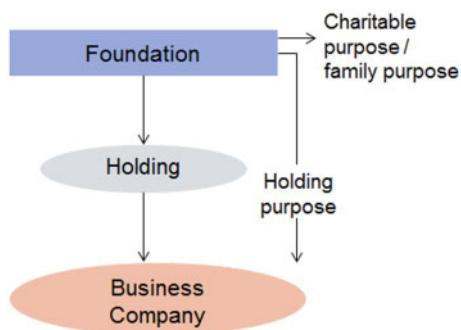 Charitable
purpose /
family purpose
Foundation
Holding
Holding
purpose
Business
Company